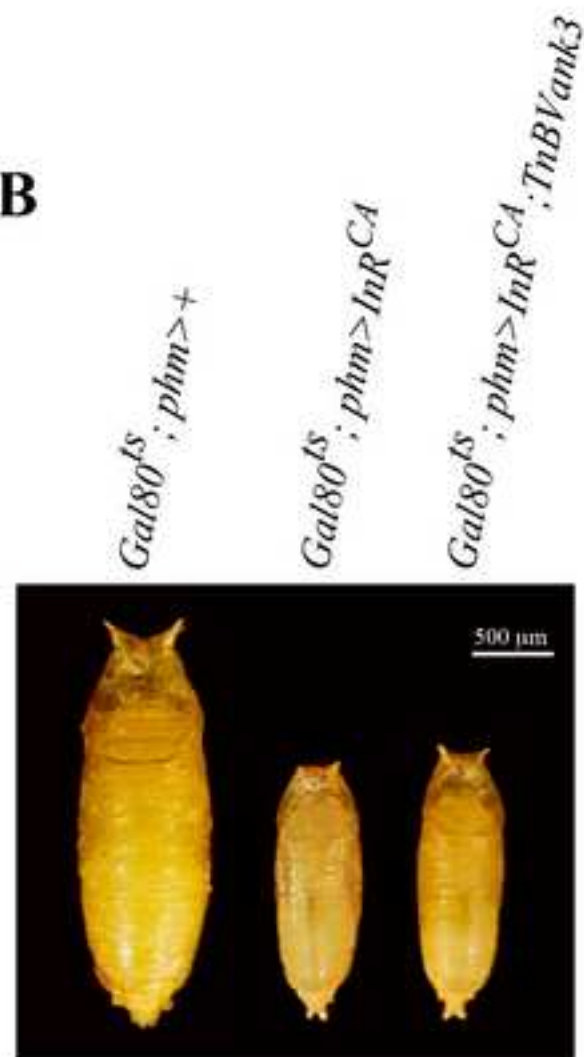 B
Gal80ts; phm>+
Gal80ts; phm>InRCA
Gal80ts; phm>InRCA;TnBVank3
500 µm